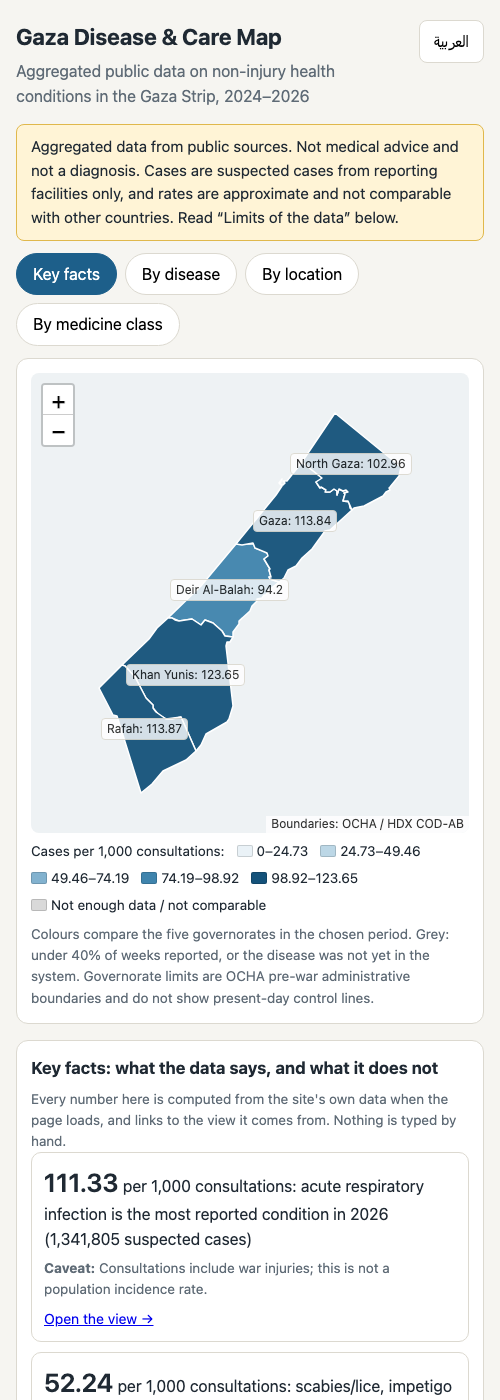 Gaza Disease & Care Map
العربية
Aggregated public data on non-injury health
conditions in the Gaza Strip, 2024–2026
Aggregated data from public sources. Not medical advice and
not a diagnosis. Cases are suspected cases from reporting
facilities only, and rates are approximate and not comparable
with other countries. Read “Limits of the data” below.
Key facts
By disease
By location
By medicine class
+
−
North Gaza: 102.96
Gaza: 113.84
Deir Al-Balah: 94.2
Khan Yunis: 123.65
Rafah: 113.87
Boundaries: OCHA / HDX COD-AB
Cases per 1,000 consultations: 0–24.73 24.73–49.46
49.46–74.19 74.19–98.92 98.92–123.65
Not enough data / not comparable
Colours compare the five governorates in the chosen period. Grey:
under 40% of weeks reported, or the disease was not yet in the
system. Governorate limits are OCHA pre-war administrative
boundaries and do not show present-day control lines.
Key facts: what the data says, and what it does not
Every number here is computed from the site's own data when the
page loads, and links to the view it comes from. Nothing is typed by
hand.
111.33 per 1,000 consultations: acute respiratory
infection is the most reported condition in 2026
(1,341,805 suspected cases)
Caveat: Consultations include war injuries; this is not a
population incidence rate.
Open the view →
52.24 per 1,000 consultations: scabies/lice, impetigo